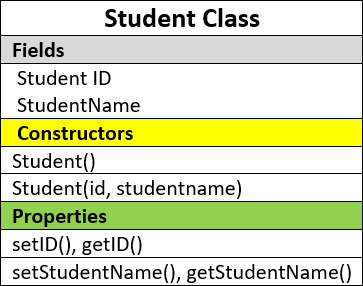 Student Class
Fields
Student ID
StudentName
Constructors
Student()
Student(id, studentname)
Properties
setID(), getID()
setStudentName(), getStudentName()